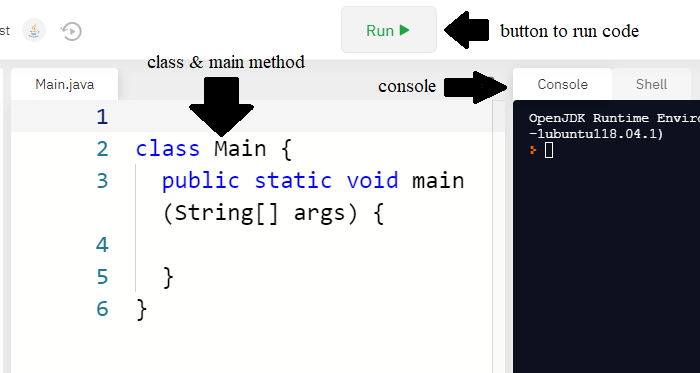 st
Run
button to run code
class & main method
Main.java
console
Console
Shell
1
2 class Main {
3 public static void main
(String[] args) {
4
5 }
6 }
OpenJDK Runtime Enviro
-1ubuntu118.04.1)